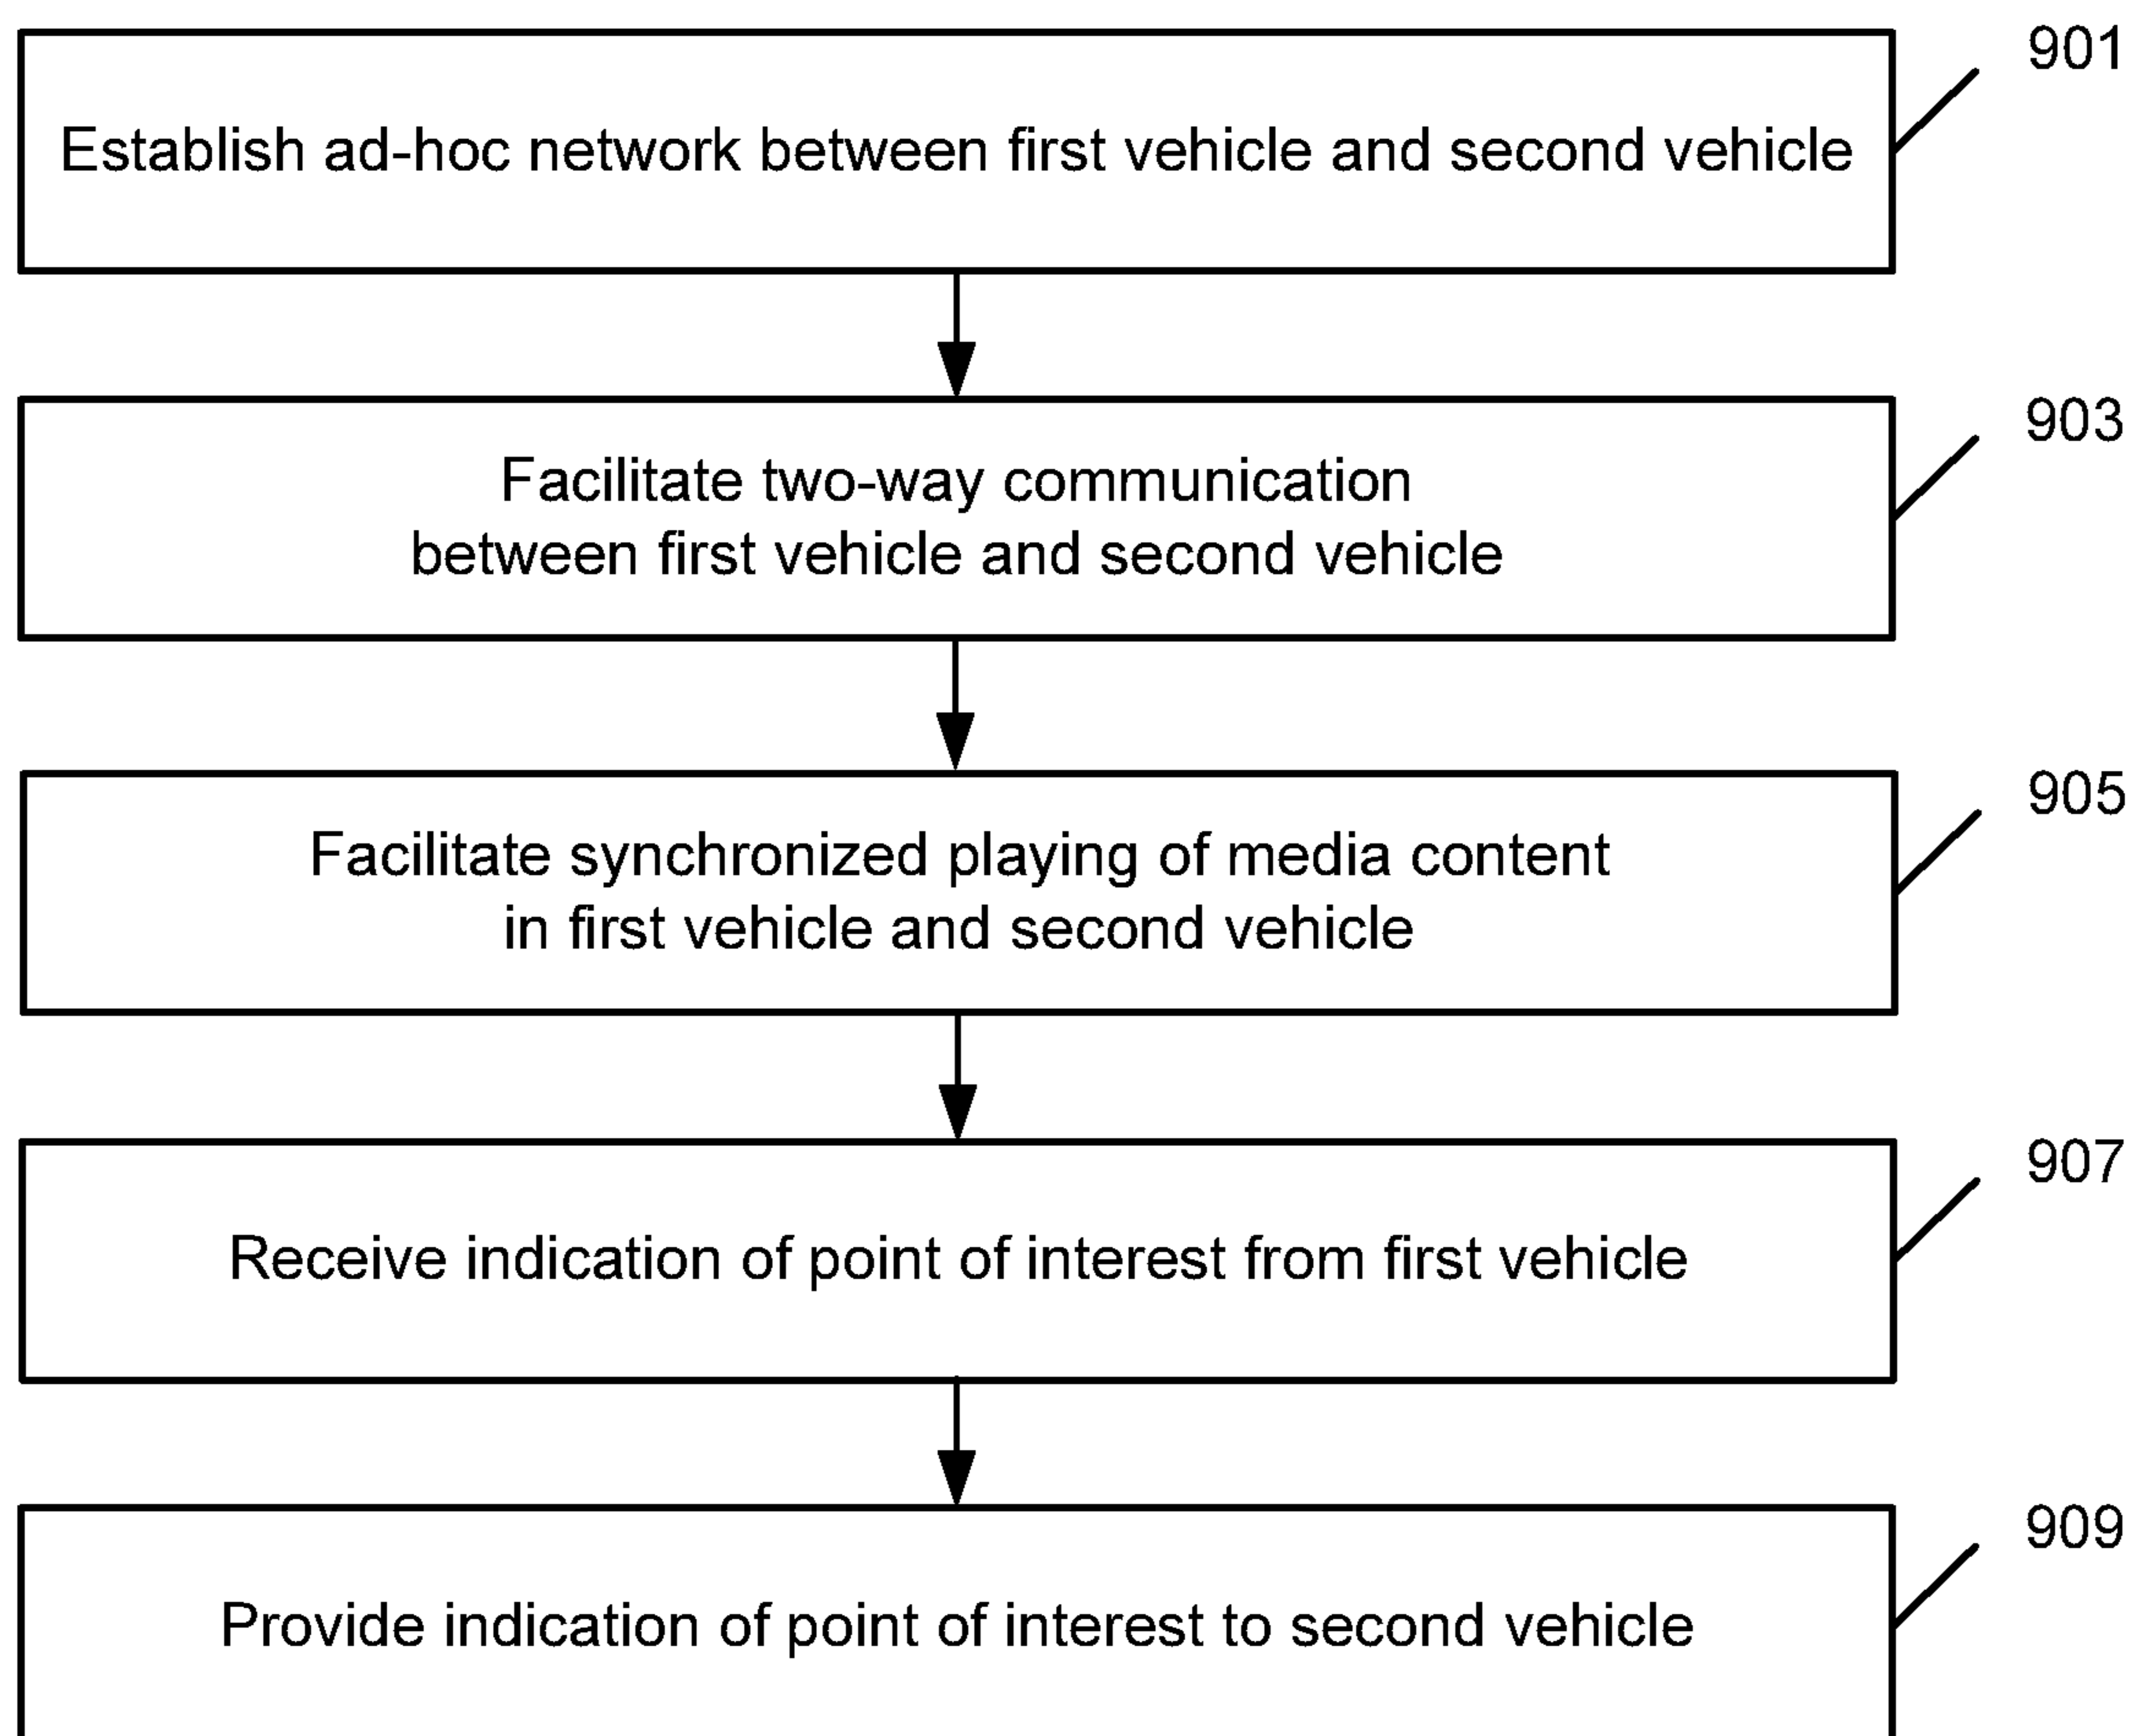 901
Establish ad-hoc network between first vehicle and second vehicle
903
Facilitate two-way communication
between first vehicle and second vehicle
905
Facilitate synchronized playing of media content
in first vehicle and second vehicle
907
Receive indication of point of interest from first vehicle
909
Provide indication of point of interest to second vehicle